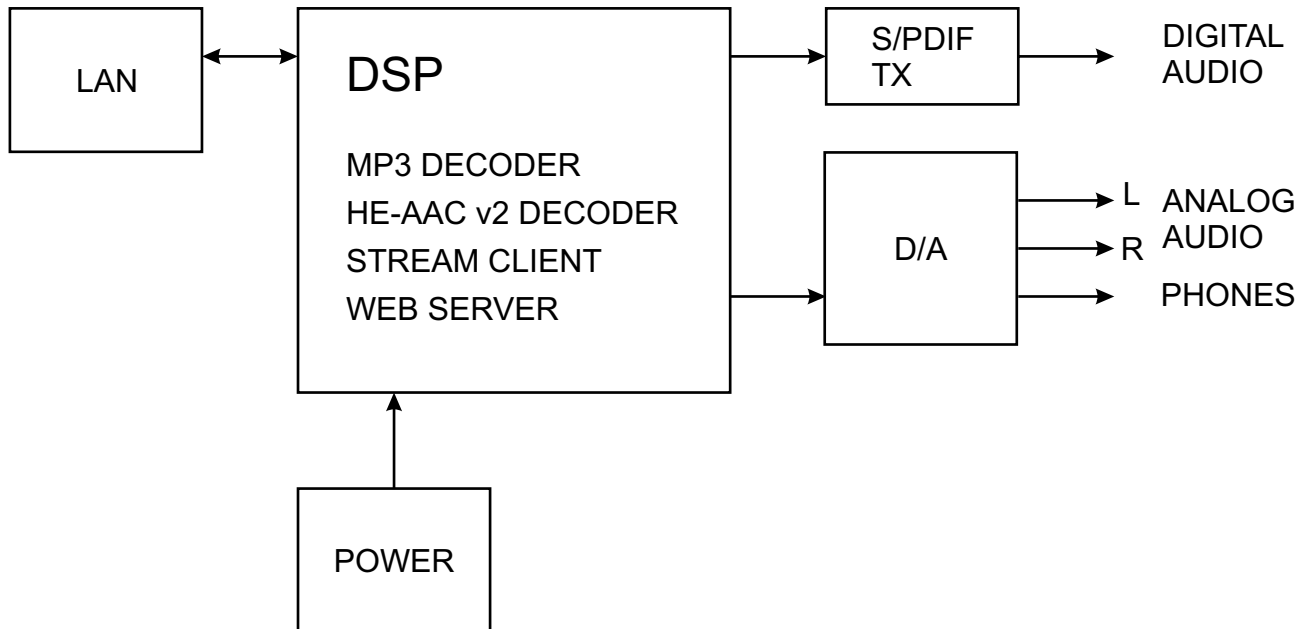 LAN
DSP
MP3 DECODER
HE-AAC v2 DECODER
STREAM CLIENT
WEB SERVER
S/PDIF
TX
DIGITAL
AUDIO
D/A
L
R
ANALOG
AUDIO
PHONES
POWER